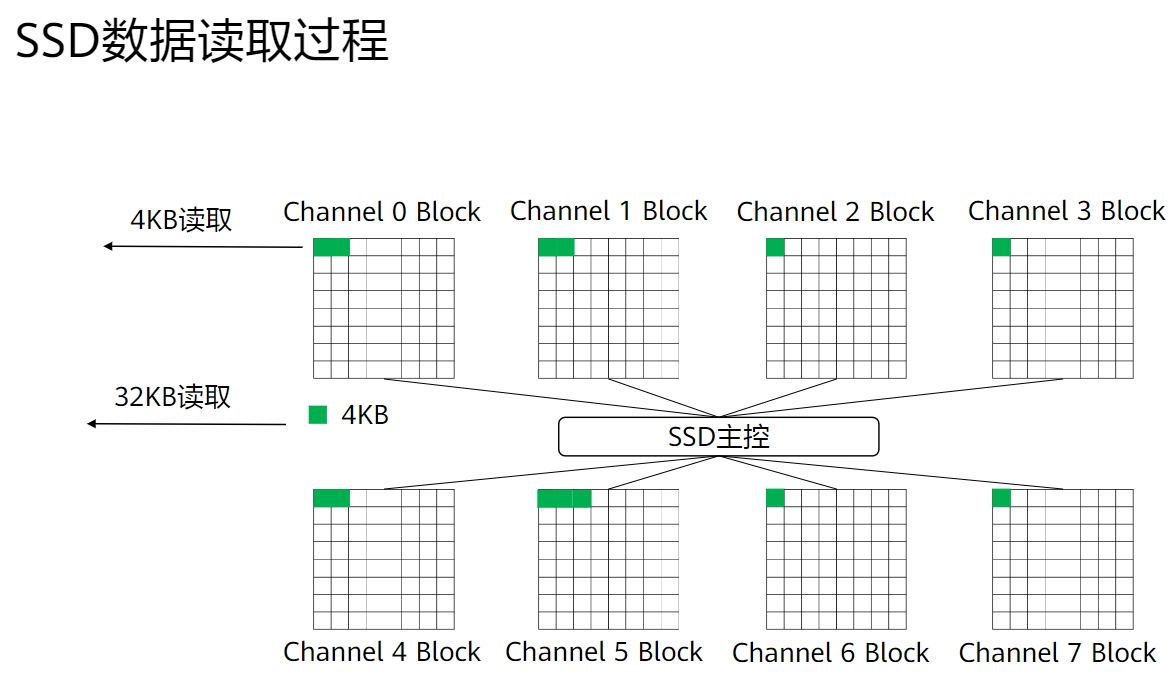 SSD数据读取过程
4KB读取
Channel 0 Block
Channel 1 Block
Channel 2 Block
Channel 3 Block
32KB读取
4KB
SSD主控
Channel 4 Block
Channel 5 Block
Channel 6 Block
Channel 7 Block